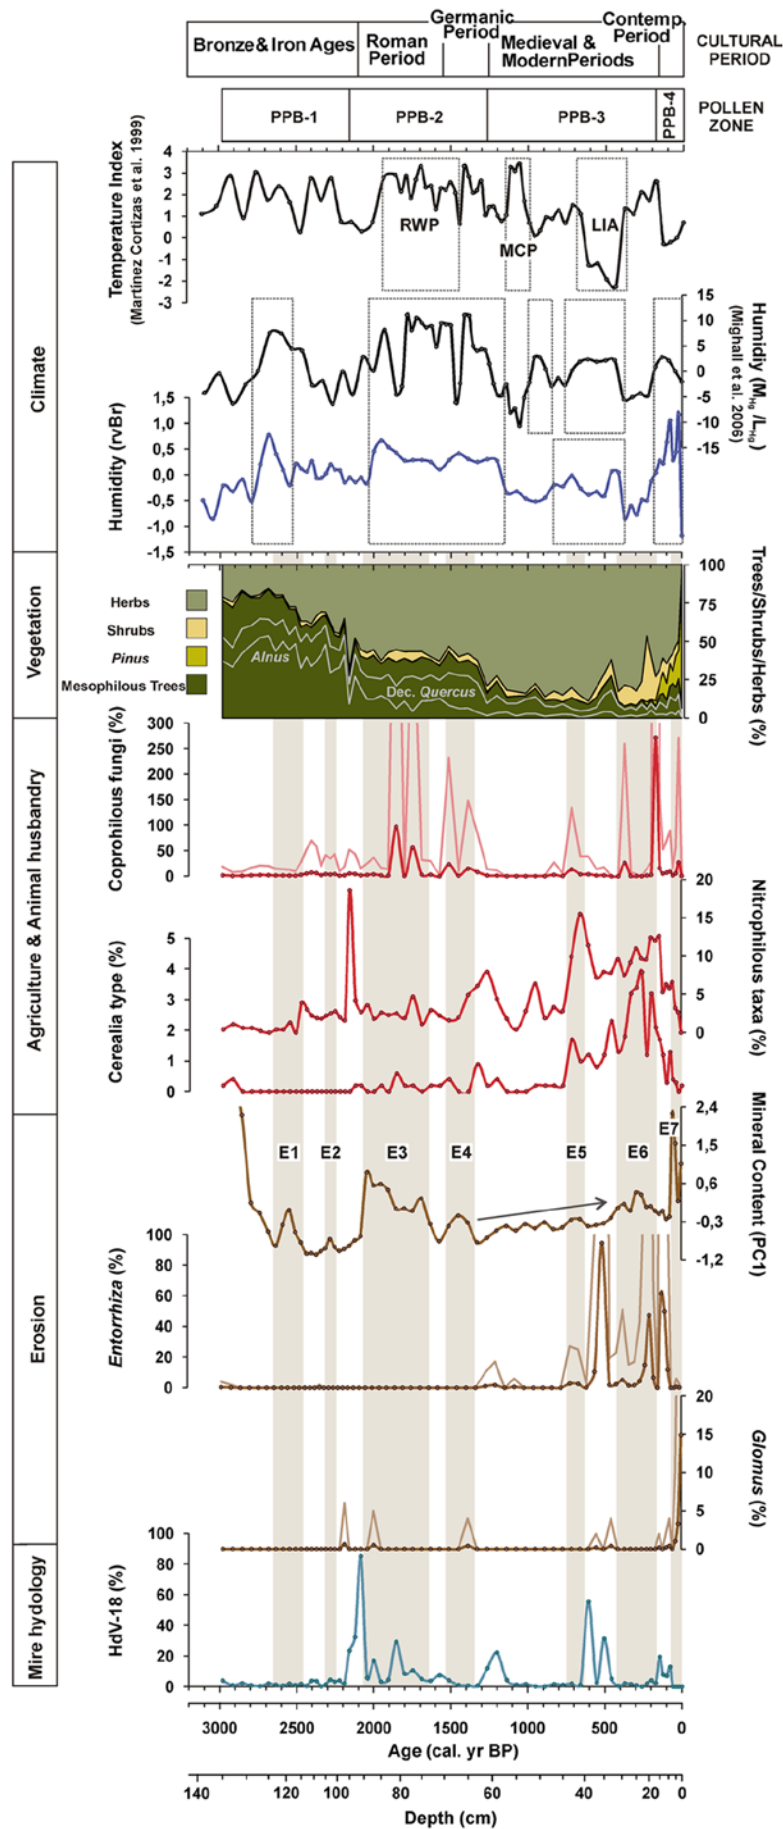 Bronze & Iron Ages
Roman
Period
Germanic
Period
Medieval &
ModernPeriods
Contemp.
Period
CULTURAL
PERIOD
PPB-1
PPB-2
PPB-3
PPB-4
POLLEN
ZONE
Climate
Temperature Index
(Martínez Cortizas et al. 1999)
4
3
2
1
0
-1
-2
-3
RWP
MCP
LIA
15
10
5
0
-5
-10
-15
Humidiy (MHg /LHg)
(Mighall et al. 2006)
Humidity (rvBr)
1,5
1,0
0,5
0,0
-0,5
-1,0
-1,5
Vegetation
Herbs
Shrubs
Pinus
Mesophilous Trees
Alnus
Dec. Quercus
100
75
50
25
0
Trees/Shrubs/Herbs (%)
Agriculture & Animal husbandry
Coprohilous fungi (%)
300
250
200
150
100
50
0
20
15
10
5
0
Nitrophilous taxa (%)
Cerealia type (%)
5
4
3
2
1
0
Erosion
E1
E2
E3
E4
E5
E6
E7
2,4
1,5
0,6
-0,3
-1,2
Mineral Content (PC1)
Entorrhiza (%)
100
80
60
40
20
0
20
15
10
5
0
Glomus (%)
Mire hydology
HdV-18 (%)
100
80
60
40
20
0
3000 2500 2000 1500 1000 500 0
Age (cal. yr BP)
140 120 100 80 60 40 20 0
Depth (cm)